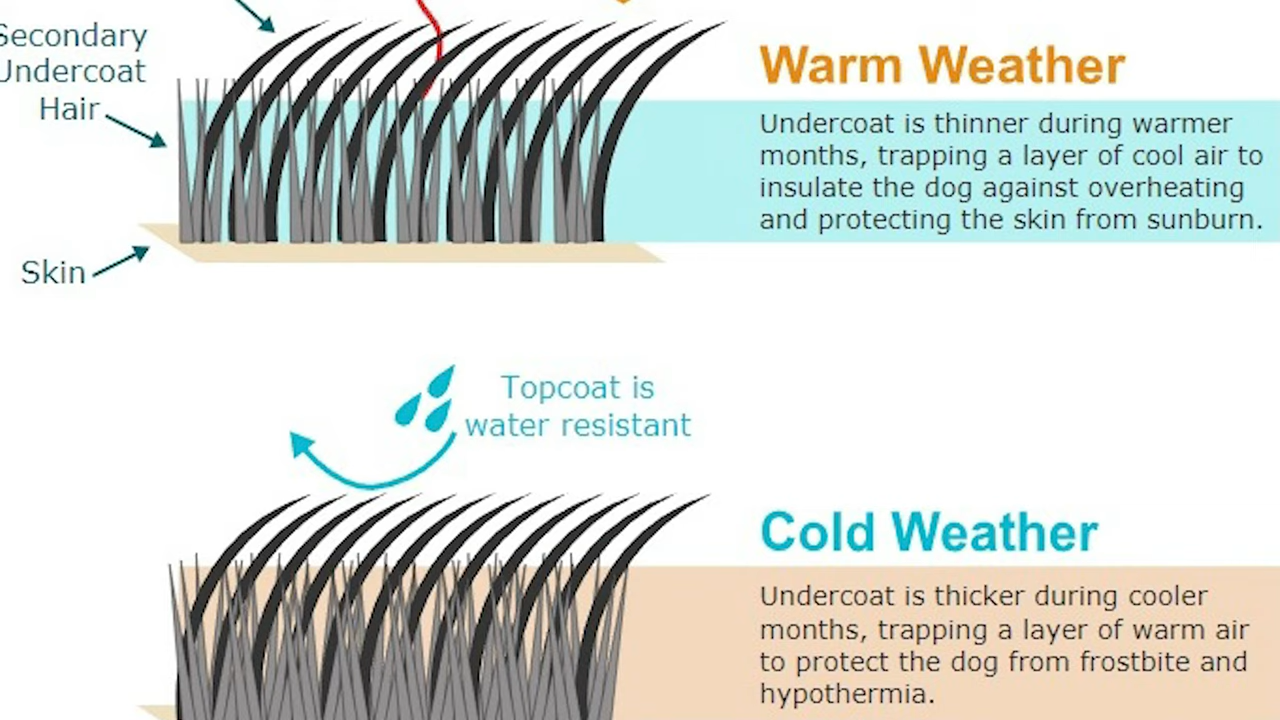 Secondary
Undercoat
Hair
Skin
Warm Weather
Undercoat is thinner during warmer
months, trapping a layer of cool air to
insulate the dog against overheating
and protecting the skin from sunburn.
Topcoat is
water resistant
Cold Weather
Undercoat is thicker during cooler
months, trapping a layer of warm air
to protect the dog from frostbite and
hypothermia.